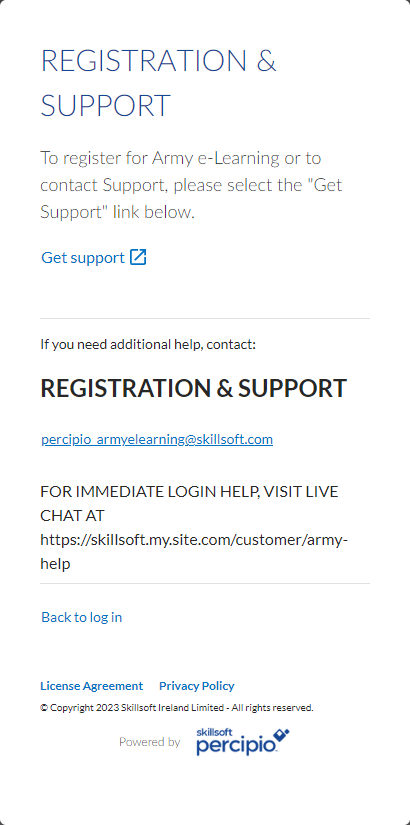 REGISTRATION &
SUPPORT
To register for Army e-Learning or to
contact Support, please select the "Get
Support" link below.
Get support
If you need additional help, contact:
REGISTRATION & SUPPORT
percipio_armyelearning@skillsoft.com
FOR IMMEDIATE LOGIN HELP, VISIT LIVE
CHAT AT
https://skillsoft.my.site.com/customer/army-
help
Back to log in
License Agreement Privacy Policy
© Copyright 2023 Skillsoft Ireland Limited - All rights reserved.
Powered by skillsoft percipio